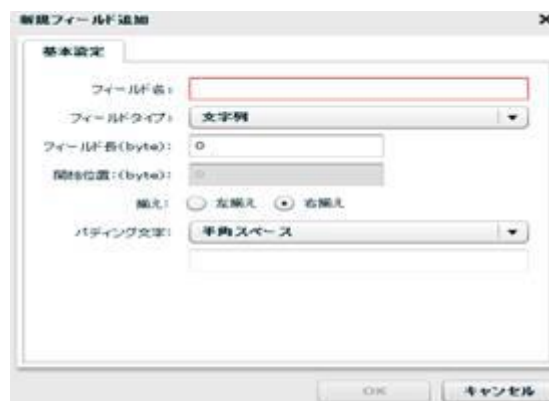 新規フィールド追加
基本設定
フィールド名:
フィールドタイプ: 文字列
フィールド長(byte): 0
開始位置:(byte): 0
揃え: 左揃え 右揃え
パディング文字: 半角スペース
OK キャンセル